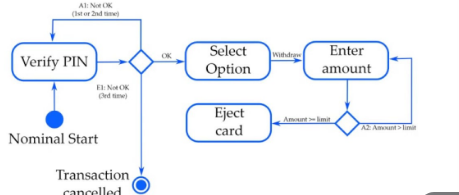 A1: Not OK
(1st or 2nd time)
Verify PIN
OK
Select
Option
Withdraw
Enter
amount
E1: Not OK
(3rd time)
Nominal Start
Eject
card
Amount >= limit
A2: Amount > limit
Transaction
cancelled